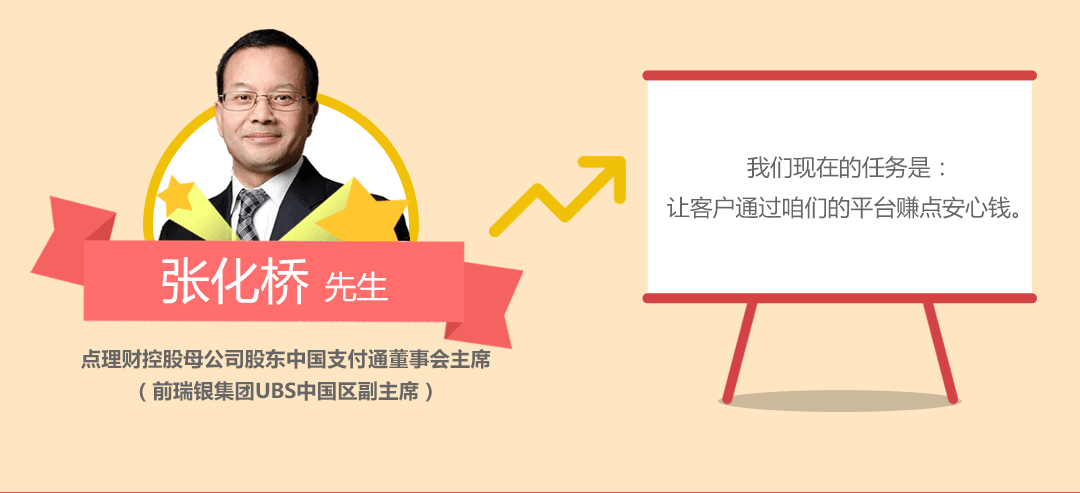 张化桥 先生
点理财控股母公司股东中国支付通董事会主席
（前瑞银集团UBS中国区副主席）
我们现在的任务是：
让客户通过咱们的平台赚点安心钱。